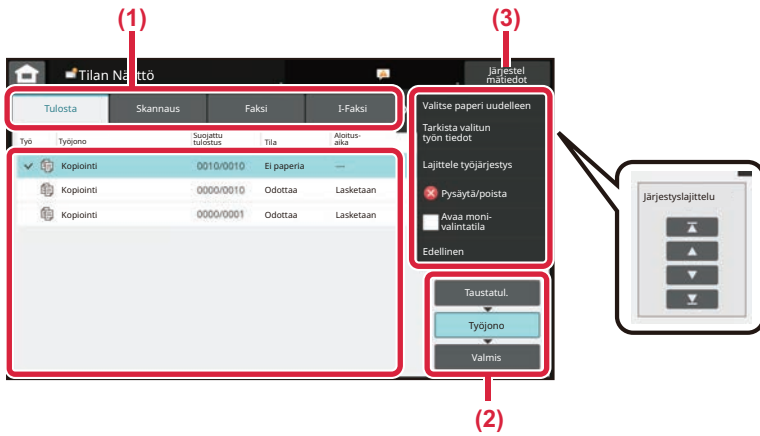 (1)
(3)
Tilan Näyttö
Järjestel
mätiedot
Tulosta
Skannaus
Faksi
I-Faksi
Työ
Työjono
Suojattu
tulostus
Tila
Aloitus-
aika
Kopiointi
0010/0010
Ei paperia
—
Kopiointi
0000/0010
Odottaa
Lasketaan
Kopiointi
0000/0001
Odottaa
Lasketaan
Valitse paperi uudelleen
Tarkista valitun
työn tiedot
Lajittele työjärjestys
Pysäytä/poista
Avaa moni-
valintatila
Edellinen
Järjestyslajittelu
Taustatul.
Työjono
Valmis
(2)